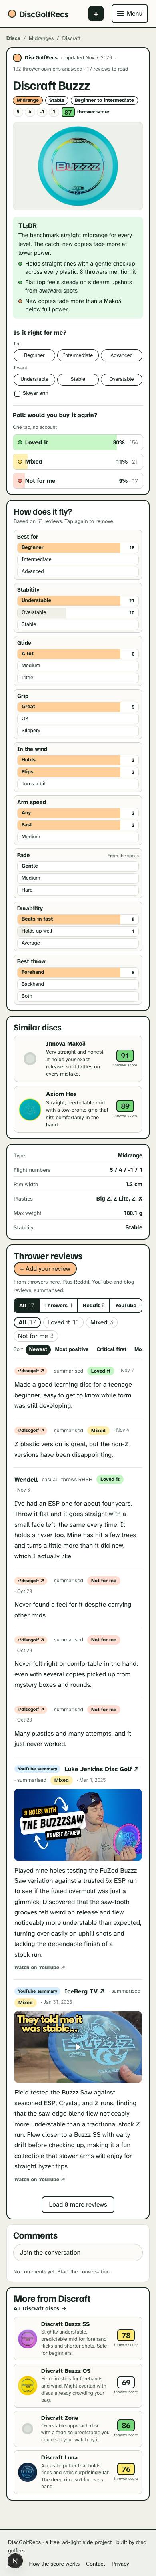 DiscGolfRecs
Menu
Discs / Midranges / Discraft
DiscGolfRecs · updated Nov 7, 2025 ·
192 thrower opinions analysed · 17 reviews to read
Discraft Buzzz
Midrange
Stable
Beginner to intermediate
5 4 -1 1 87 thrower score
TL;DR
The benchmark straight midrange for every level. The catch: new copies fade more at lower power.
Holds straight lines with a gentle backup across every plastic. 8 throwers mention it
Flat top feels steady on sidearm upshots from awkward spots
New copies fade more than a Mako3 below full power.
Is it right for me?
I'm
Beginner
Intermediate
Advanced
I want
Understable
Stable
Overstable
Slower arm
Poll: would you buy it again?
One tap, no account
Loved it 80% · 154
Mixed 11% · 21
Not for me 9% · 17
How does it fly?
Based on 61 reviews. Tap again to remove.
Best for
Beginner 16
Intermediate
Advanced
Stability
Understable 21
Overstable 10
Stable
Glide
A lot 6
Medium
Little
Grip
Great 5
OK
Slippery
In the wind
Holds 2
Flips 2
Turns a bit
Arm speed
Any 2
Fast 2
Medium
Fade
From the specs
Gentle
Medium
Hard
Durability
Beats in fast 8
Holds up well 1
Average
Best throw
Forehand 6
Backhand
Both
Similar discs
Innova Mako3
Very straight and honest. It holds your exact release, so it tattles on every mistake.
91
thrower score
Axiom Hex
Straight, predictable mid with a low-profile grip that sits comfortably in the hand.
89
thrower score
Type Midrange
Flight numbers 5 / 4 / -1 / 1
Rim width 1.2 cm
Plastics Big Z, Z Lite, Z, X
Max weight 180.1 g
Stability Stable
Thrower reviews
+ Add your review
From throwers here. Plus Reddit, YouTube and blog reviews, summarised.
All 17
Throwers 1
Reddit 5
YouTube
All 17
Loved it 11
Mixed 3
Not for me 3
Sort
Newest
Most positive
Critical first
r/discgolf ↗ · summarised Loved it · Nov 7
Made a good learning disc for a teenage beginner, easy to get to know while form was still developing.
r/discgolf ↗ · summarised Mixed · Nov 4
Z plastic version is great, but the non-Z versions have been disappointing.
Wendell casual · throws RHBH Loved it
· Nov 3
I've had an ESP one for about four years. Throw it flat and it goes straight with a small fade left, the same every time. It holds a hyzer too. Mine has hit a few trees and turns a little more than it did new, which I actually like.
r/discgolf ↗ · summarised Not for me
· Oct 29
Never found a feel for it despite carrying other mids.
r/discgolf ↗ · summarised Not for me
· Oct 28
Never felt right or comfortable in the hand, even with several copies picked up from mystery boxes and rounds.
r/discgolf ↗ · summarised Not for me
· Oct 28
Many plastics and many attempts, and it just never worked.
YouTube summary Luke Jenkins Disc Golf ↗
· summarised Mixed · Mar 1, 2025
9 HOLES WITH
THE BUZZZSAW
HONEST REVIEW
Played nine holes testing the FuZed Buzzz Saw variation against a trusted 5x ESP run to see if the new overmold was just a gimmick. Discovered that the saw-blade grooves felt weird on release and flew noticeably more understable than expected, turning over easily on uphill shots and lacking the dependable finish of a stock run.
Watch on YouTube ↗
YouTube summary IceBerg TV ↗ · summarised
Mixed · Jan 31, 2025
They told me it was stable...
Field tested the Buzzz Saw against seasoned ESP, Crystal, and Z runs, finding that the saw-blade edge blend withe noticeably more understable than a traditional stock Z run. Flew closer to a Buzzz SS with early drift before catching up, making it a non-collector disc that might struggle to replace a standard Buzzz unless players enjoy for straight hyzer flips.
Watch on YouTube ↗
Load 9 more reviews
Comments
Join the conversation
No comments yet. Start the conversation.
More from Discraft
All Discraft discs →
Discraft Buzzz SS
Slightly understable, predictable mid for forehand flicks and shorter shots. Safe for beginners.
78
thrower score
Discraft Buzzz OS
Firm finishes for forehands and wind. Might overlap with discs already crowding your bag.
69
thrower score
Discraft Zone
Overstable approach disc with a fade so predictable you could set your watch by it.
86
thrower score
Discraft Luna
Accurate putter that holds lines and sails surprisingly far. The deep rim isn't for every hand.
76
thrower score
DiscGolfRecs · a free, ad-light side project · built by disc golfers
How the score works
Contact
Privacy